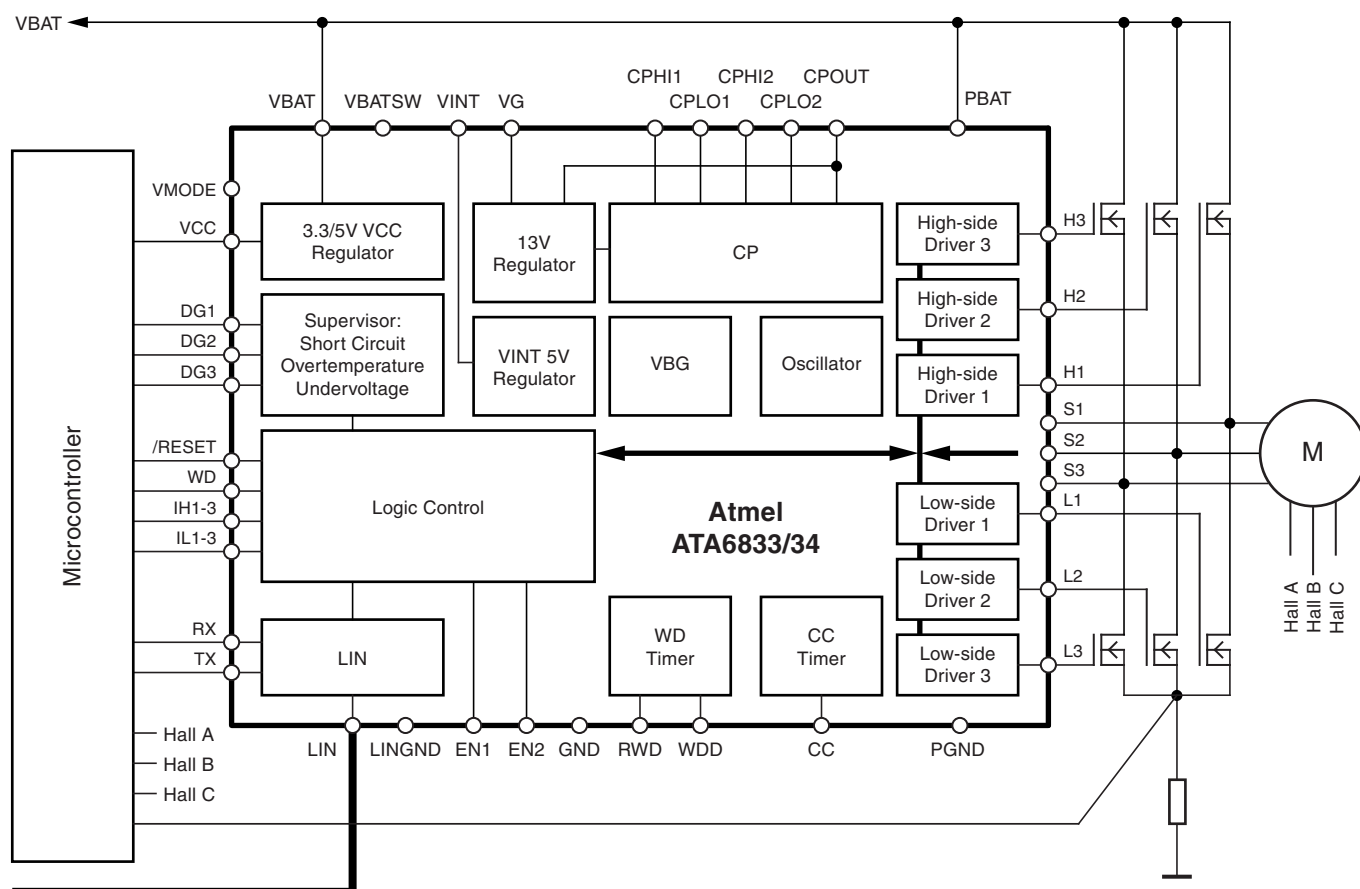 VBAT
VBAT
VBATSW
VINT
VG
CPHI1
CPLO1
CPHI2
CPLO2
CPOUT
PBAT
Microcontroller
VMODE
VCC
DG1
DG2
DG3
/RESET
WD
IH1-3
IL1-3
RX
TX
Hall A
Hall B
Hall C
3.3/5V VCC
Regulator
13V
Regulator
CP
Supervisor:
Short Circuit
Overtemperature
Undervoltage
VINT 5V
Regulator
VBG
Oscillator
High-side
Driver 3
High-side
Driver 2
High-side
Driver 1
Logic Control
Atmel
ATA6833/34
Low-side
Driver 1
Low-side
Driver 2
Low-side
Driver 3
LIN
WD
Timer
CC
Timer
H3
H2
H1
S1
S2
S3
L1
L2
L3
M
Hall A
Hall B
Hall C
LIN
LINGND
EN1
EN2
GND
RWD
WDD
CC
PGND